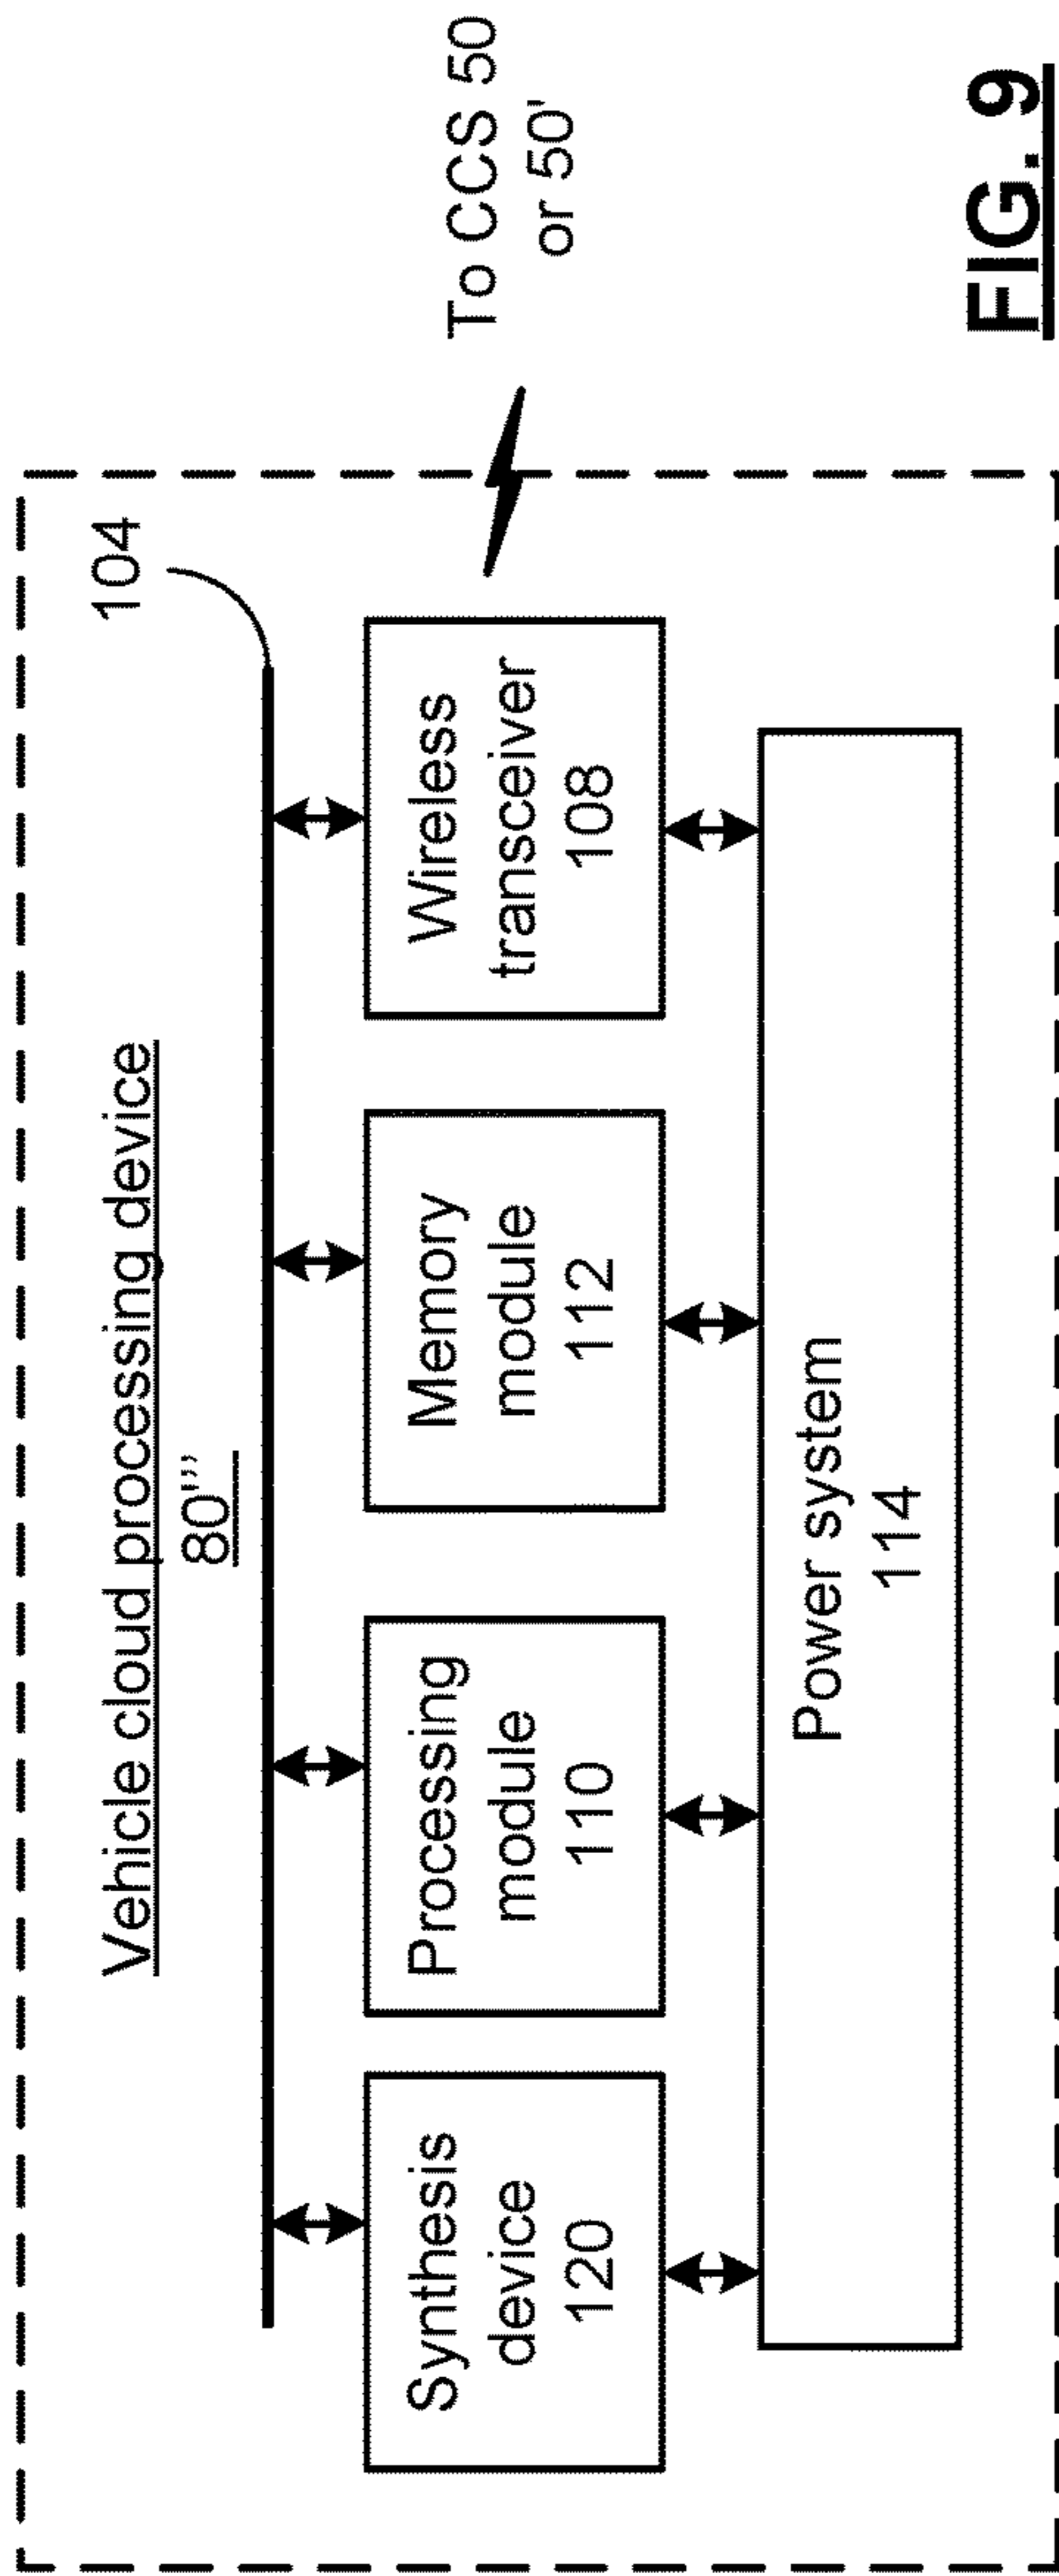 Vehicle cloud processing device
80'''
104
Synthesis
device
120
Processing
module
110
Memory
module
112
Wireless
transceiver
108
Power system
114
To CCS 50
or 50'
FIG. 9